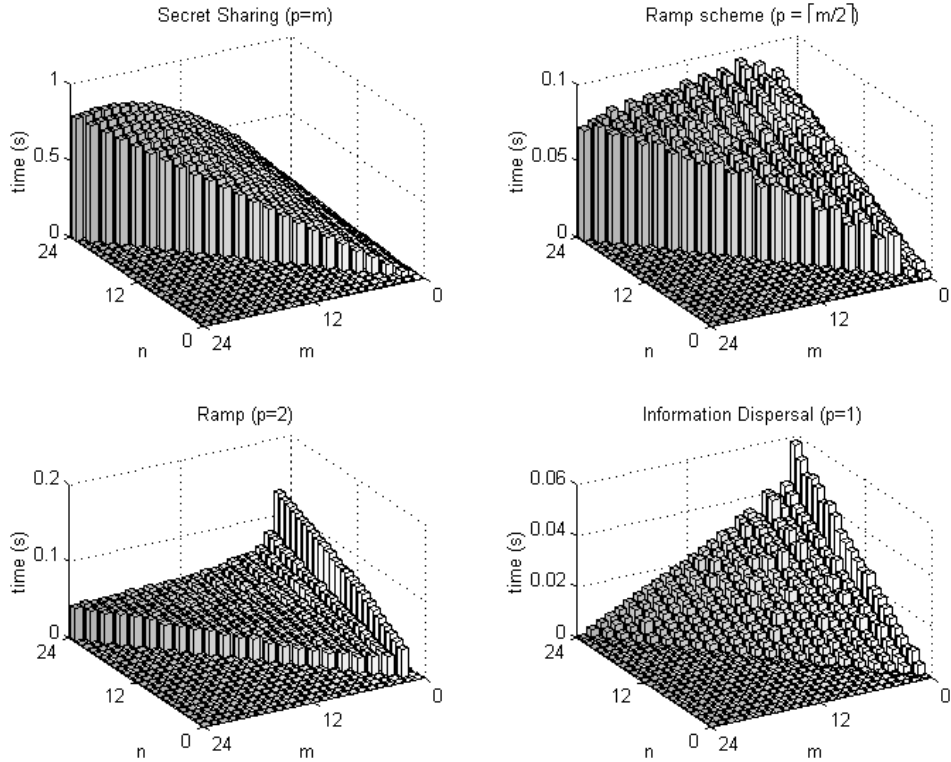 Secret Sharing (p=m)
1
0.5
0
time (s)
24
12
0
n
24
12
0
m
Ramp scheme (p = ⌈m/2⌉)
0.1
0.05
0
time (s)
24
12
0
n
24
12
0
m
Ramp (p=2)
0.2
0.1
0
time (s)
24
12
0
n
24
12
0
m
Information Dispersal (p=1)
0.06
0.04
0.02
0
time (s)
24
12
0
n
24
12
0
m